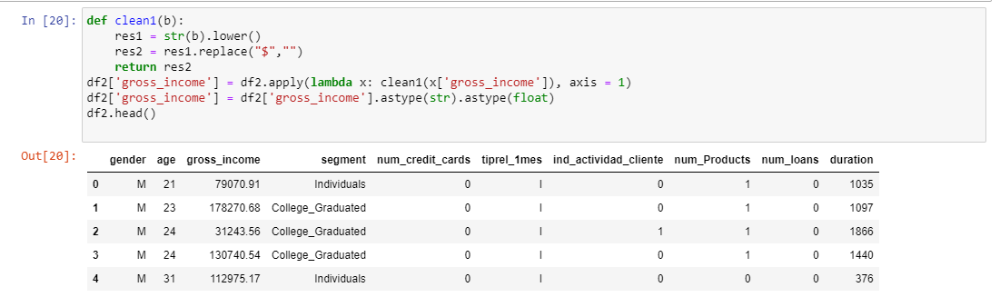 In [20]: def clean1(b):
    res1 = str(b).lower()
    res2 = res1.replace("$","")
    return res2
df2['gross_income'] = df2.apply(lambda x: clean1(x['gross_income']), axis = 1)
df2['gross_income'] = df2['gross_income'].astype(str).astype(float)
df2.head()
Out[20]:
gender age gross_income segment num_credit_cards tiprel_1mes ind_actividad_cliente num_Products num_loans duration
0 M 21 79070.91 Individuals 0 I 0 1 0 1035
1 M 23 178270.68 College_Graduated 0 I 0 1 0 1097
2 M 24 31243.56 College_Graduated 0 I 1 1 0 1866
3 M 24 130740.54 College_Graduated 0 I 0 1 0 1440
4 M 31 112975.17 Individuals 0 I 0 0 0 376